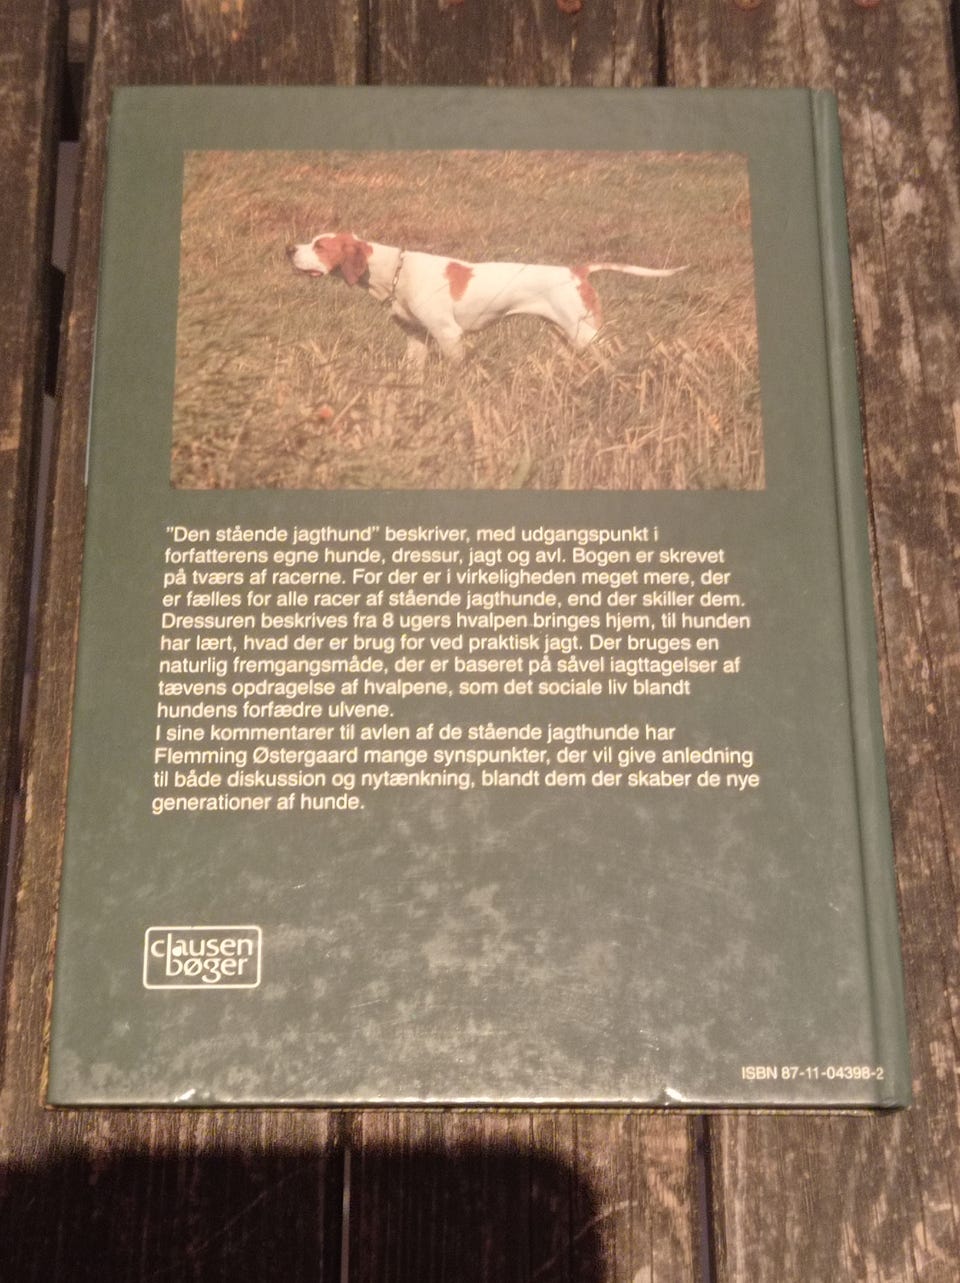 "Den stående jagthund" beskriver, med udgangspunkt i
forfatterens egne hunde, dressur, jagt og avl. Bogen er skrevet
på tværs af racerne. For der er i virkeligheden meget mere, der
er fælles for alle racer af stående jagthunde, end der skiller dem.
Dressuren beskrives fra 8 ugers hvalpen bringes hjem, til hunden
har lært, hvad der er brug for ved praktisk jagt. Der bruges en
naturlig fremgangsmåde, der er baseret på såvel iagttagelser af
tævens opdragelse af hvalpene, som det sociale liv blandt
hundens forfædre ulvene.
I sine kommentarer til avlen af de stående jagthunde har
Flemming Østergaard mange synspunkter, der vil give anledning
til både diskussion og nytænkning, blandt dem der skaber de nye
generationer af hunde.
clausen
bøger
ISBN 87-11-04398-2